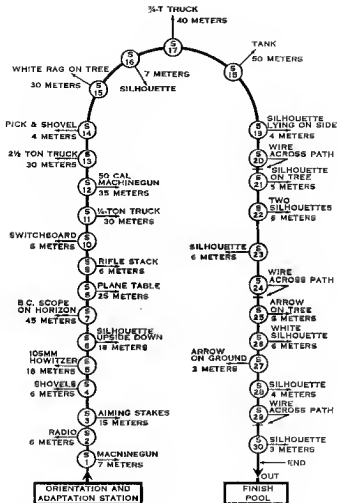 ¾-T TRUCK
40 METERS
S
17
TANK
50 METERS
S
18
S
16
7 METERS
SILHOUETTE
WHITE RAG ON TREE
30 METERS
S
15
PICK & SHOVEL
4 METERS
S
14
2½ TON TRUCK
30 METERS
S
13
50 CAL
MACHINEGUN
35 METERS
S
12
¼-TON TRUCK
30 METERS
S
11
SWITCHBOARD
6 METERS
S
10
RIFLE STACK
6 METERS
S
9
PLANE TABLE
25 METERS
S
8
B.C. SCOPE
ON HORIZON
45 METERS
S
7
SILHOUETTE
UPSIDE DOWN
18 METERS
S
6
105MM
HOWITZER
18 METERS
S
5
SHOVELS
6 METERS
S
4
AIMING STAKES
15 METERS
S
3
RADIO
6 METERS
S
2
MACNINEGUN
7 METERS
S
1
ORIENTATION AND
ADAPTATION STATION
SILHOUETTE
LYING ON SIDE
4 METERS
S
19
WIRE
ACROSS PATH
S
20
SILHOUETTE
ON TREE
5 METERS
S
21
TWO
SILHOUETTES
6 METERS
S
22
SILHOUETTE
6 METERS
S
23
WIRE
ACROSS PATH
S
24
ARROW
ON TREE
METERS
S
25
WHITE
SILHOUETTE
6 METERS
S
26
ARROW
ON GROUND
METERS
S
27
SILHOUETTE
4 METERS
S
28
WIRE
ACROSS PATH
S
29
SILHOUETTE
3 METERS
S
30
END
OUT
FINISH
POOL